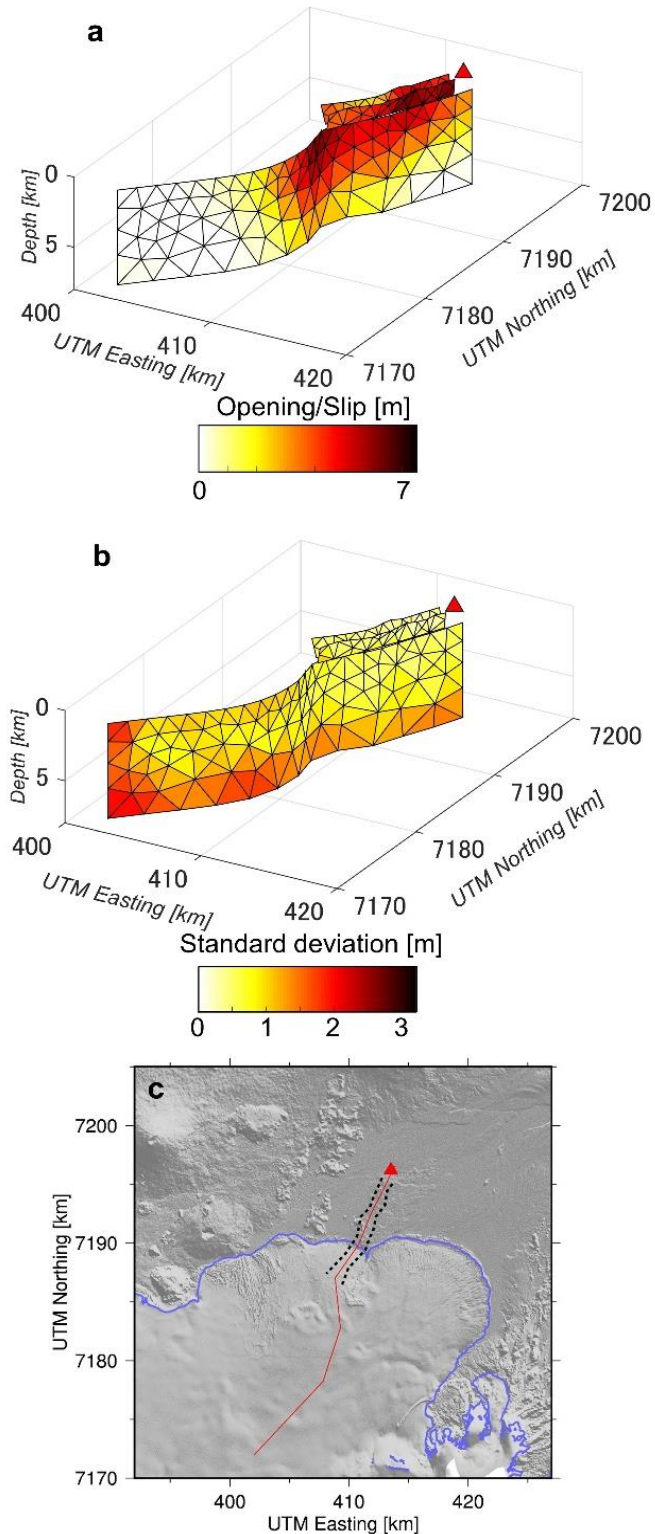 a
0
5
Depth [km]
400
410
420
UTM Easting [km]
7170
7180
7190
7200
UTM Northing [km]
Opening/Slip [m]
0 7
b
0
5
Depth [km]
400
410
420
UTM Easting [km]
7170
7180
7190
7200
UTM Northing [km]
Standard deviation [m]
0 1 2 3
c
7200
7190
7180
7170
UTM Northing [km]
400 410 420
UTM Easting [km]